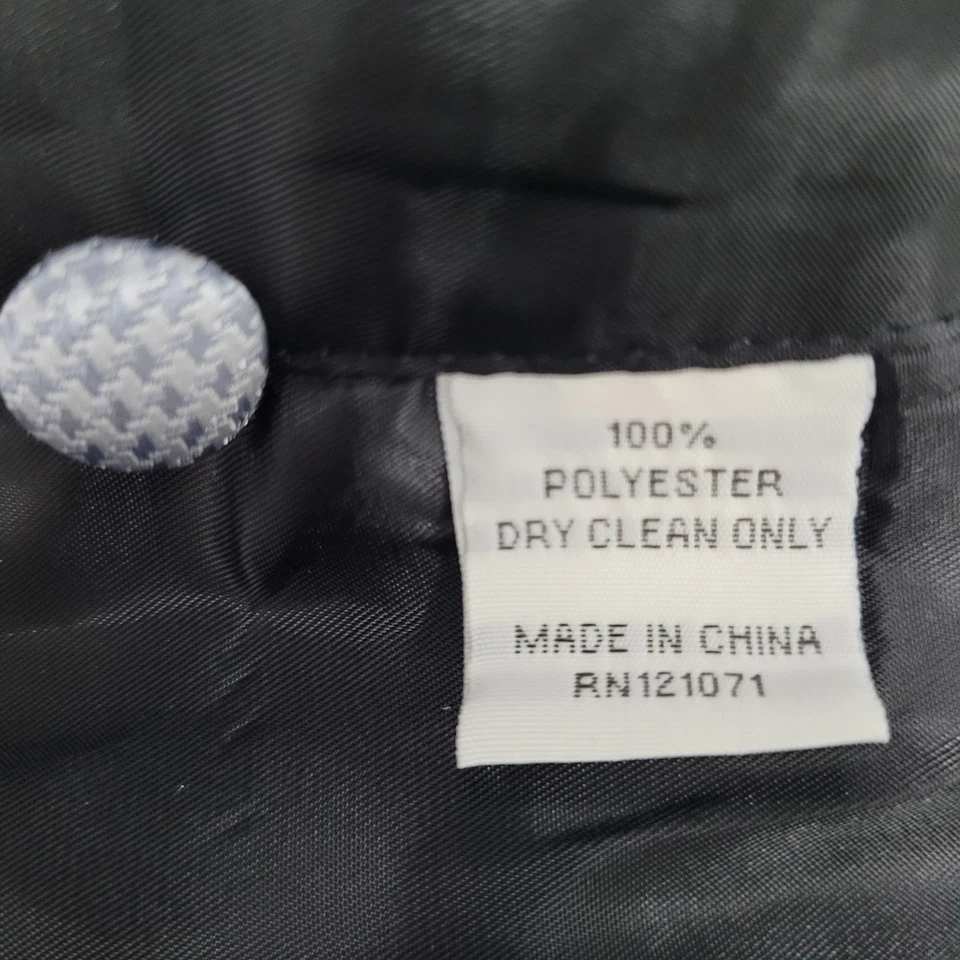 100%
POLYESTER
DRY CLEAN ONLY
MADE IN CHINA
RN121071